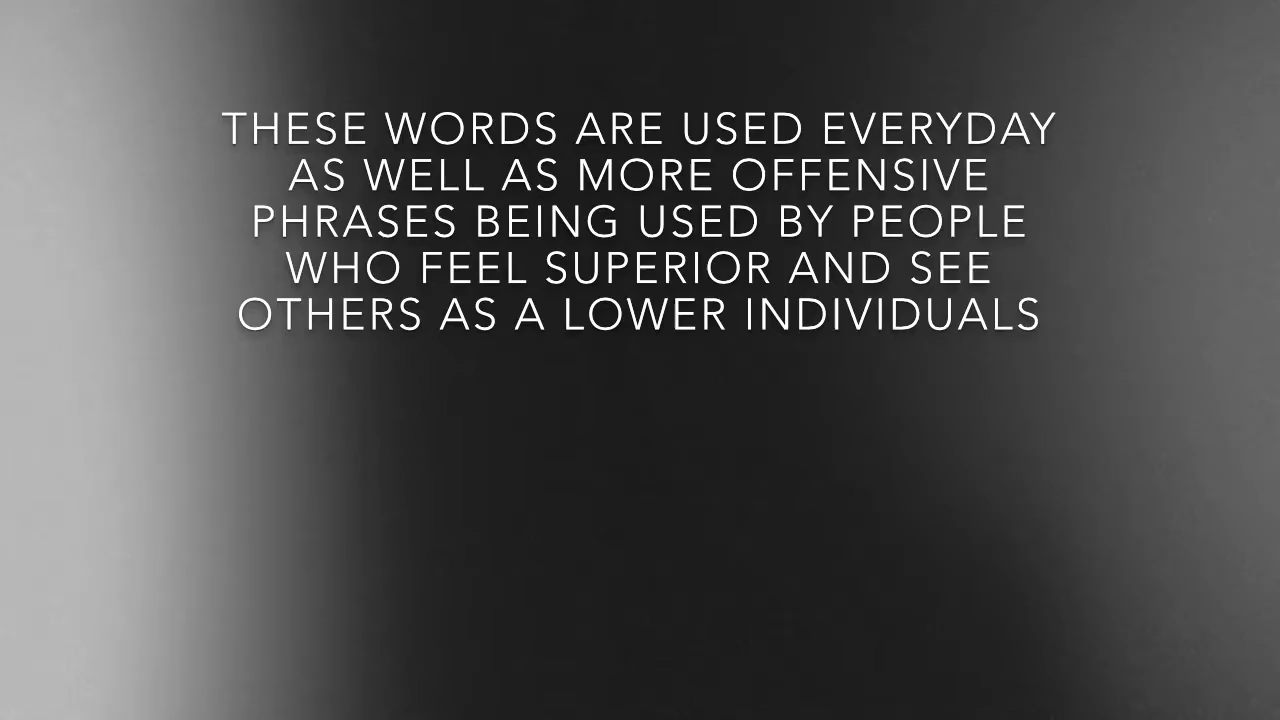 THESE WORDS ARE USED EVERYDAY
AS WELL AS MORE OFFENSIVE
PHRASES BEING USED BY PEOPLE
WHO FEEL SUPERIOR AND SEE
OTHERS AS A LOWER INDIVIDUALS